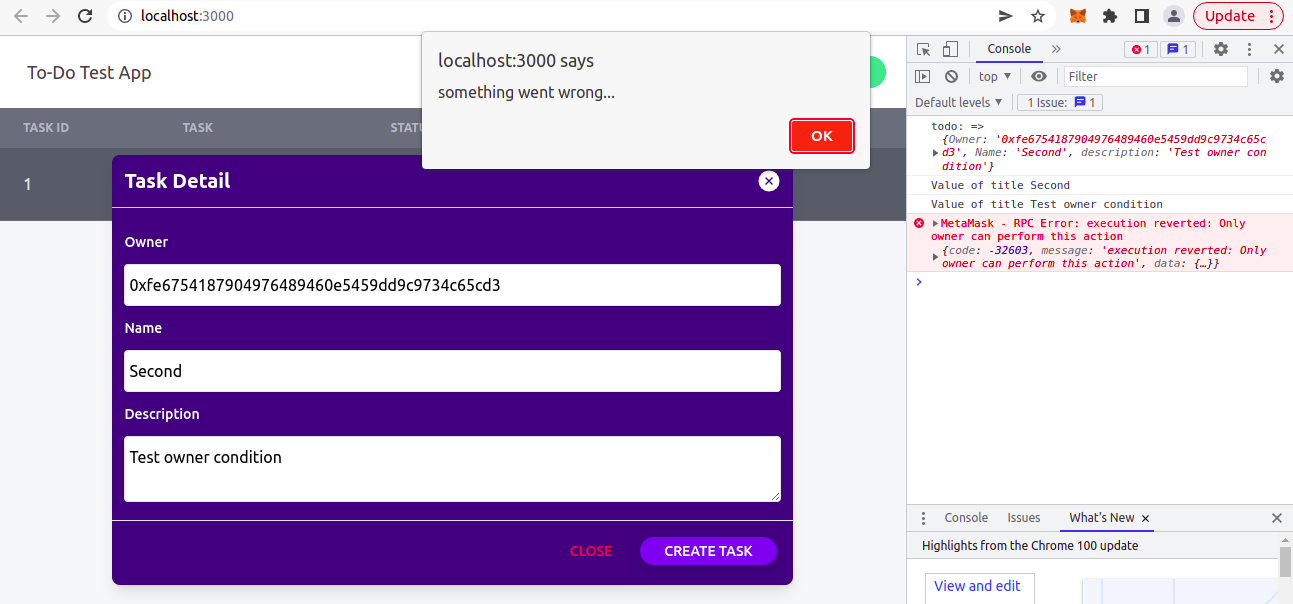 localhost:3000
Update
To-Do Test App
localhost:3000 says
something went wrong...
OK
TASK ID TASK STATU
1
Task Detail
Owner
0xfe6754187904976489460e5459dd9c9734c65cd3
Name
Second
Description
Test owner condition
CLOSE CREATE TASK
Console » 1 1
top Filter
Default levels 1 Issue: 1
todo: =>
{Owner: '0xfe6754187904976489460e5459dd9c9734c65c
d3', Name: 'Second', description: 'Test owner con
dition'}
Value of title Second
Value of title Test owner condition
MetaMask - RPC Error: execution reverted: Only
owner can perform this action
{code: -32603, message: 'execution reverted: Only
owner can perform this action', data: {…}}
Console Issues What's New
Highlights from the Chrome 100 update
View and edit